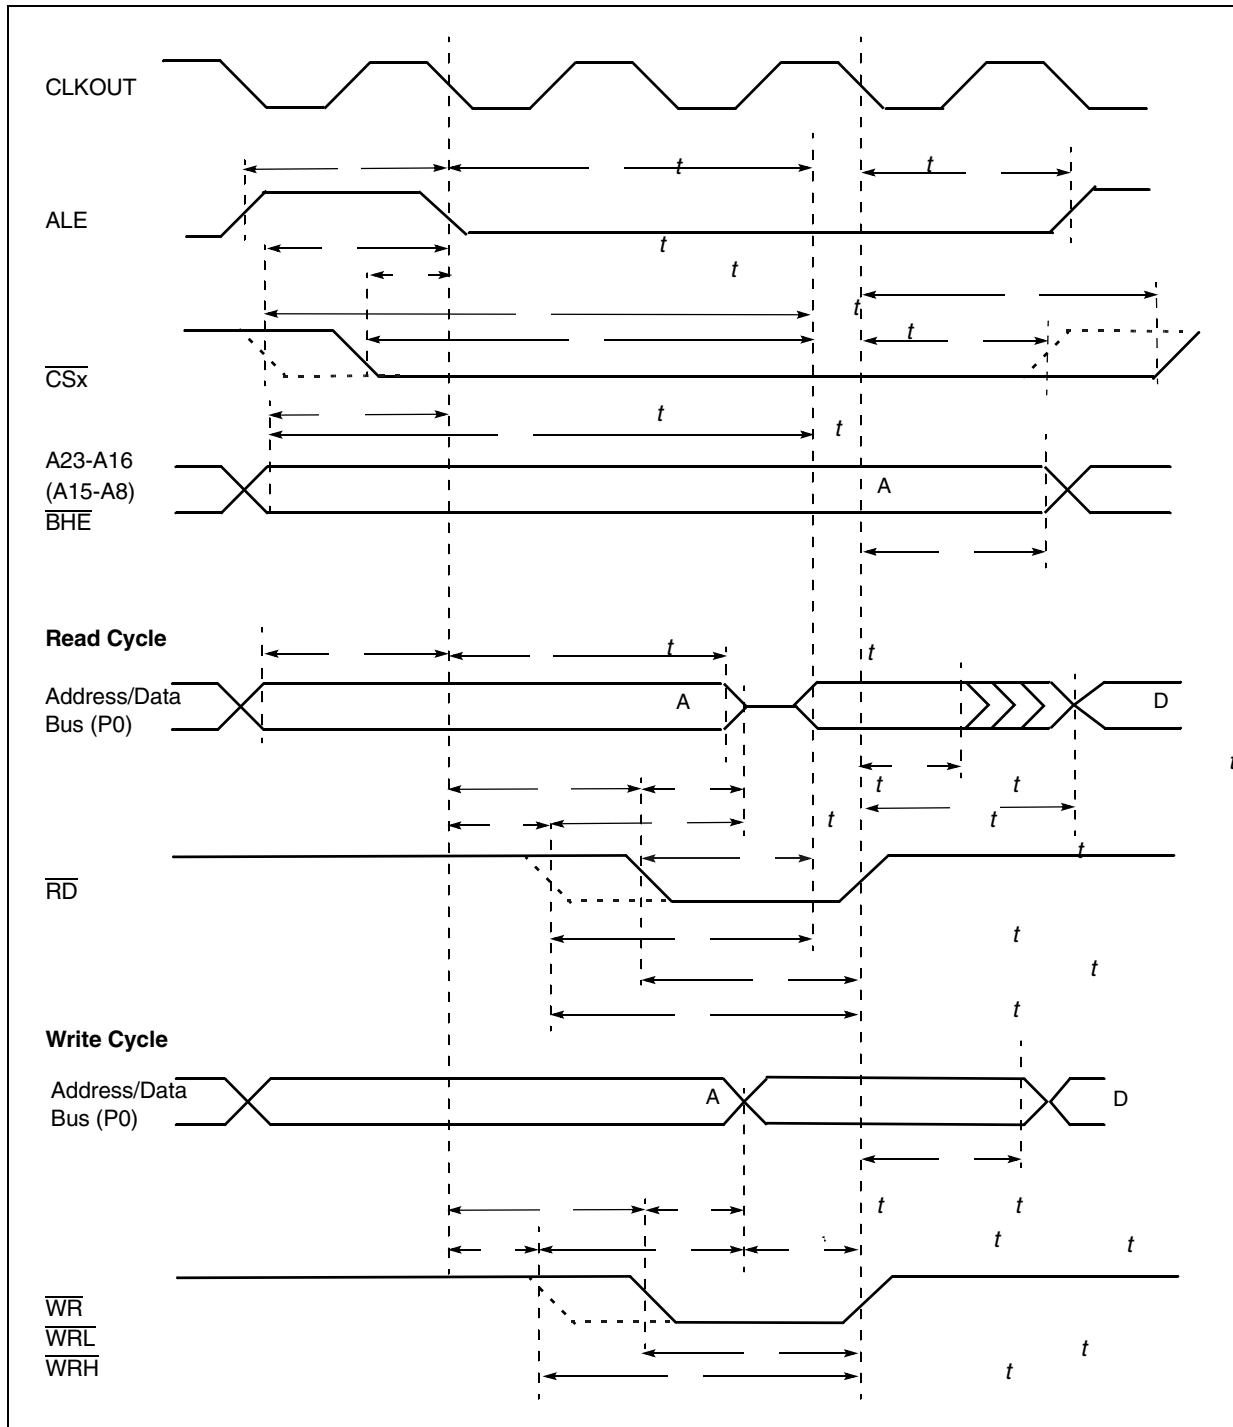 CLKOUT
t t
ALE
t
t
t
t
CSx
t
t
A23-A16
(A15-A8) A
BHE
Read Cycle
t t
Address/Data A D
Bus (P0)
t
t t
t t
t
RD
t
t
t
Write Cycle
Address/Data A D
Bus (P0)
t t
t t
WR
WRL t
WRH t